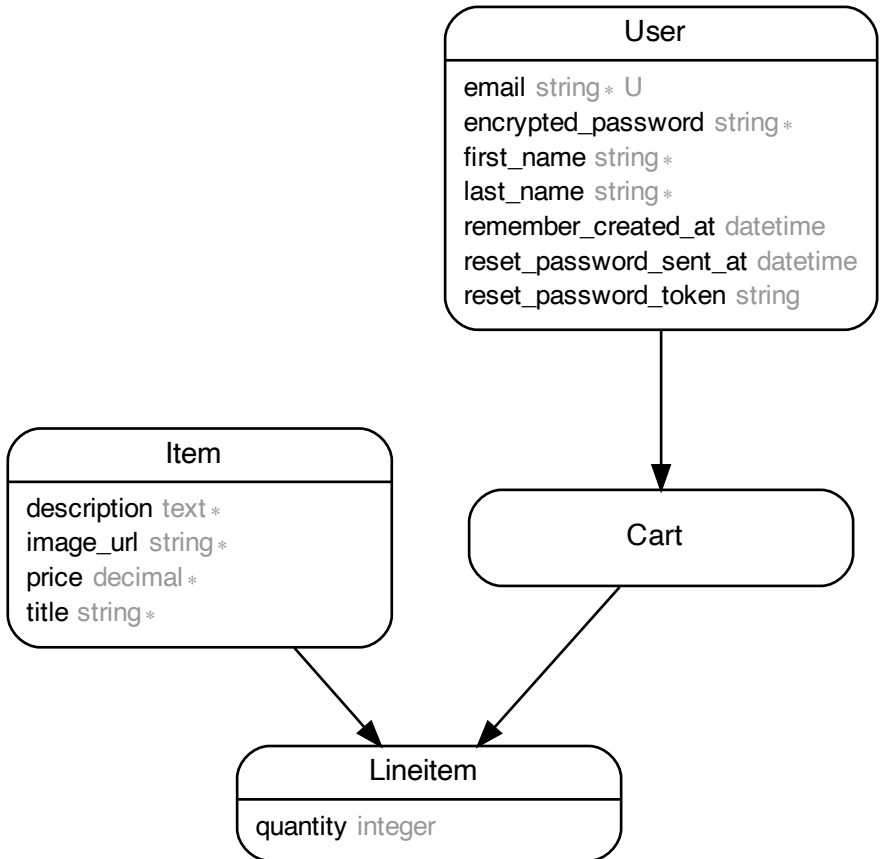 User
email string* U
encrypted_password string*
first_name string*
last_name string*
remember_created_at datetime
reset_password_sent_at datetime
reset_password_token string
Item
description text*
image_url string*
price decimal*
title string*
Cart
Lineitem
quantity integer